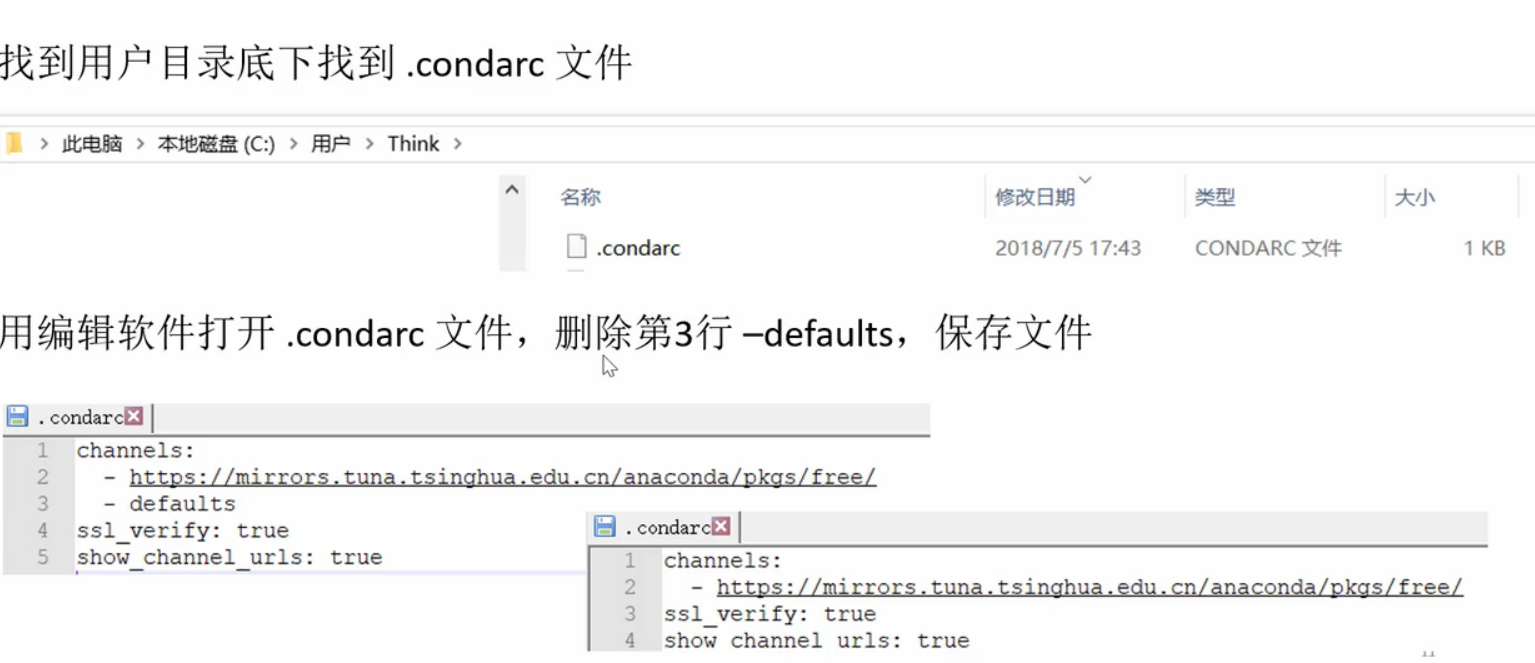 找到用户目录底下找到 .condarc 文件
此电脑 > 本地磁盘 (C:) > 用户 > Think >
名称 修改日期 类型 大小
.condarc 2018/7/5 17:43 CONDARC 文件 1 KB
用编辑软件打开 .condarc 文件，删除第3行 –defaults，保存文件
.condarc
1 channels:
2 - https://mirrors.tuna.tsinghua.edu.cn/anaconda/pkgs/free/
3 - defaults
4 ssl_verify: true
5 show_channel_urls: true
.condarc
1 channels:
2 - https://mirrors.tuna.tsinghua.edu.cn/anaconda/pkgs/free/
3 ssl_verify: true
4 show channel urls: true